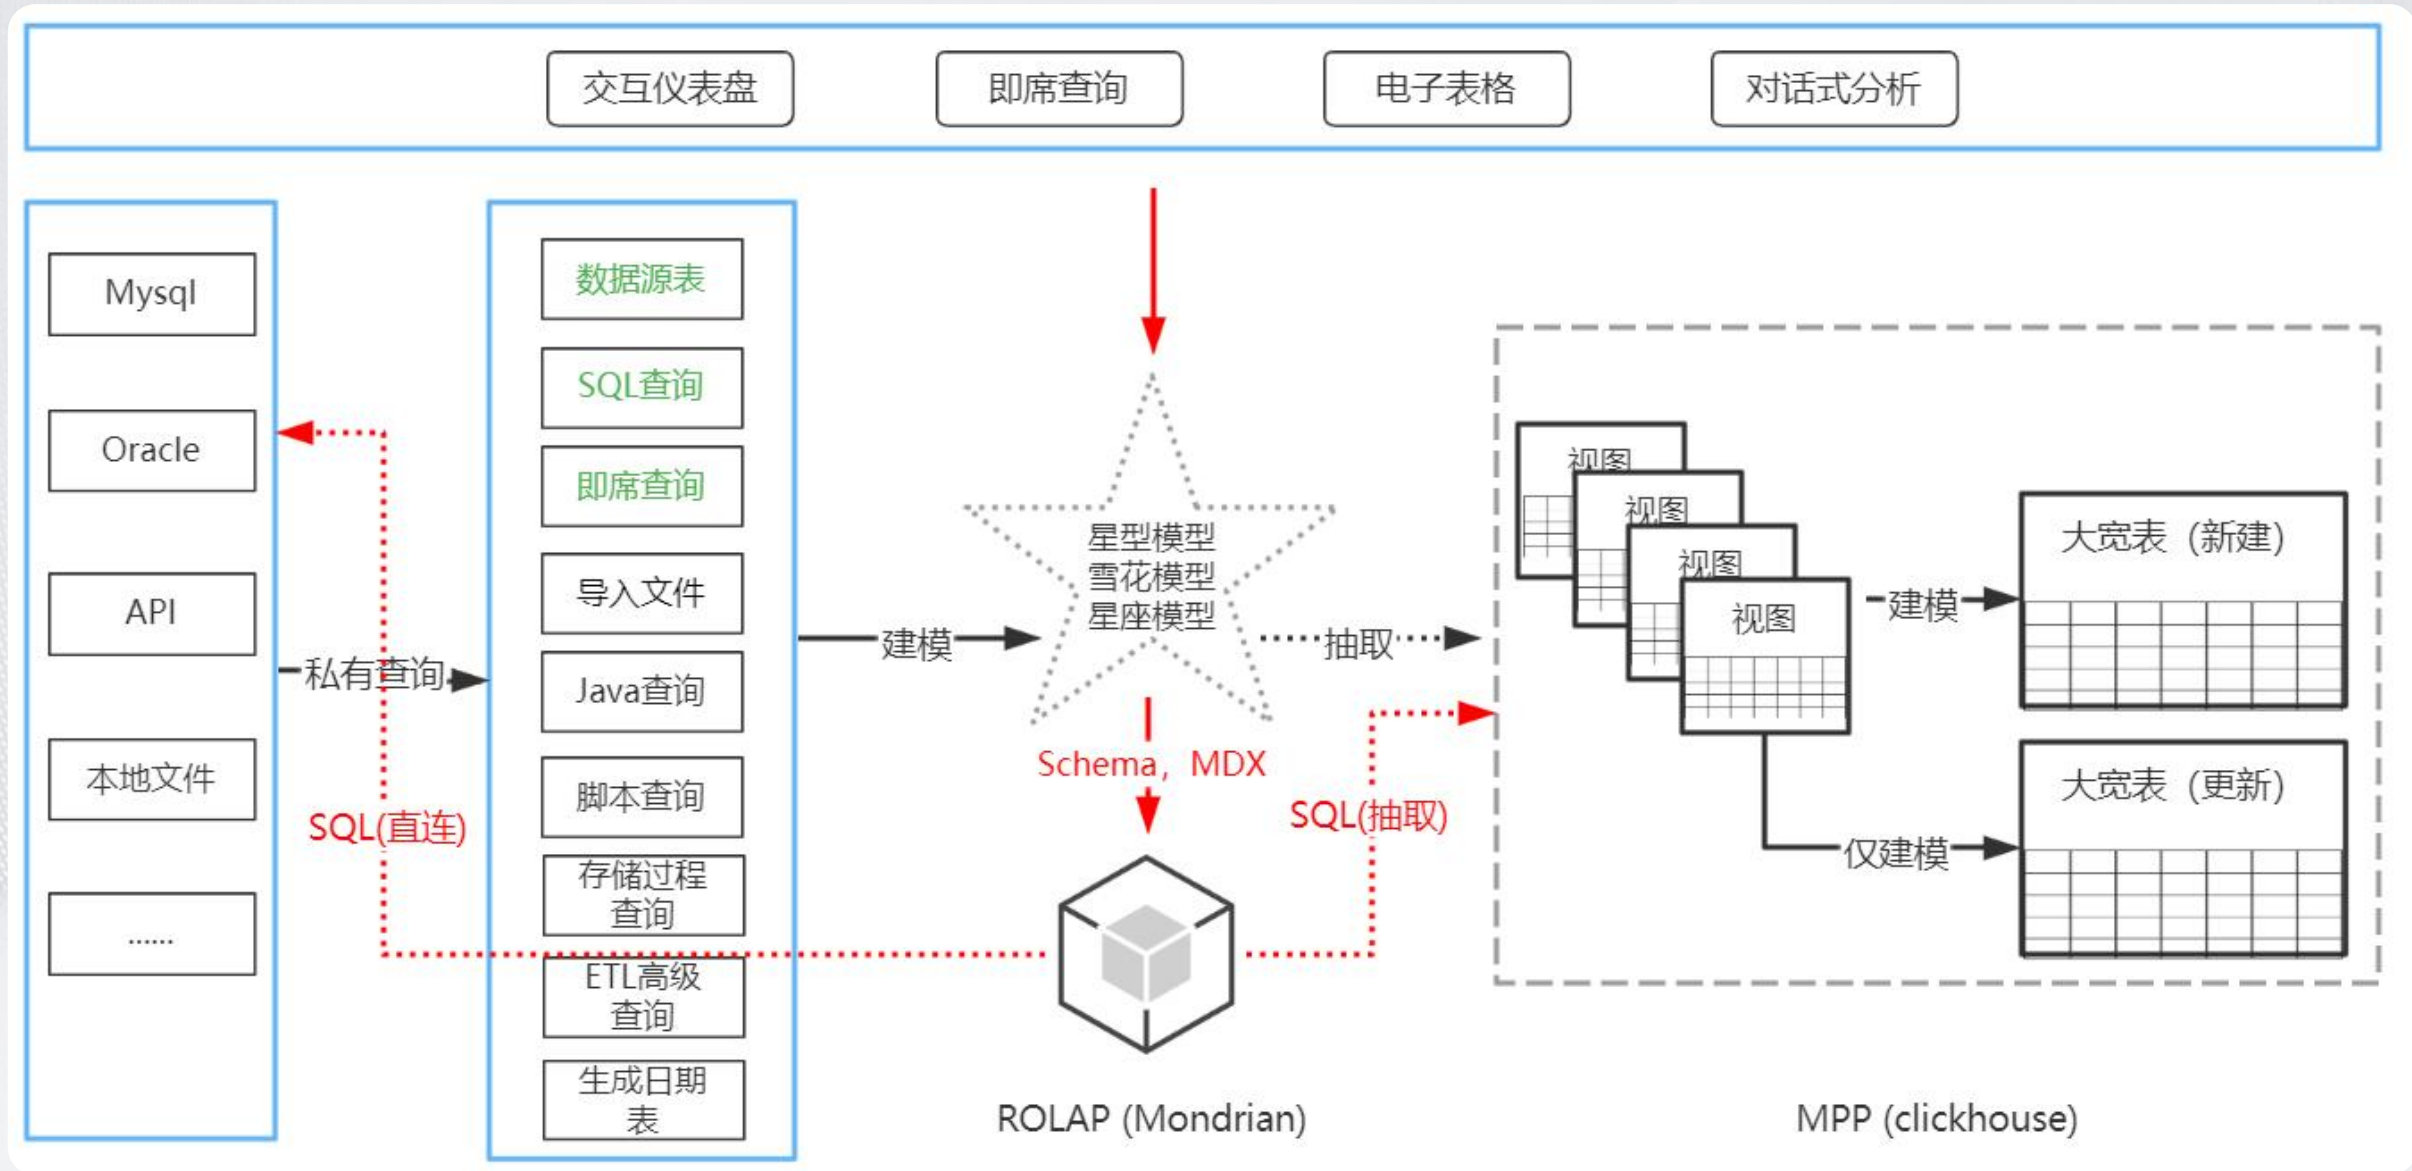 交互仪表盘
即席查询
电子表格
对话式分析
Mysql
Oracle
API
本地文件
......
私有查询
SQL(直连)
数据源表
SQL查询
即席查询
导入文件
Java查询
脚本查询
存储过程
查询
ETL高级
查询
生成日期
表
建模
星型模型
雪花模型
星座模型
Schema，MDX
ROLAP (Mondrian)
抽取
SQL(抽取)
视图
视图
视图
视图
建模
仅建模
大宽表（新建）
大宽表（更新）
MPP (clickhouse)